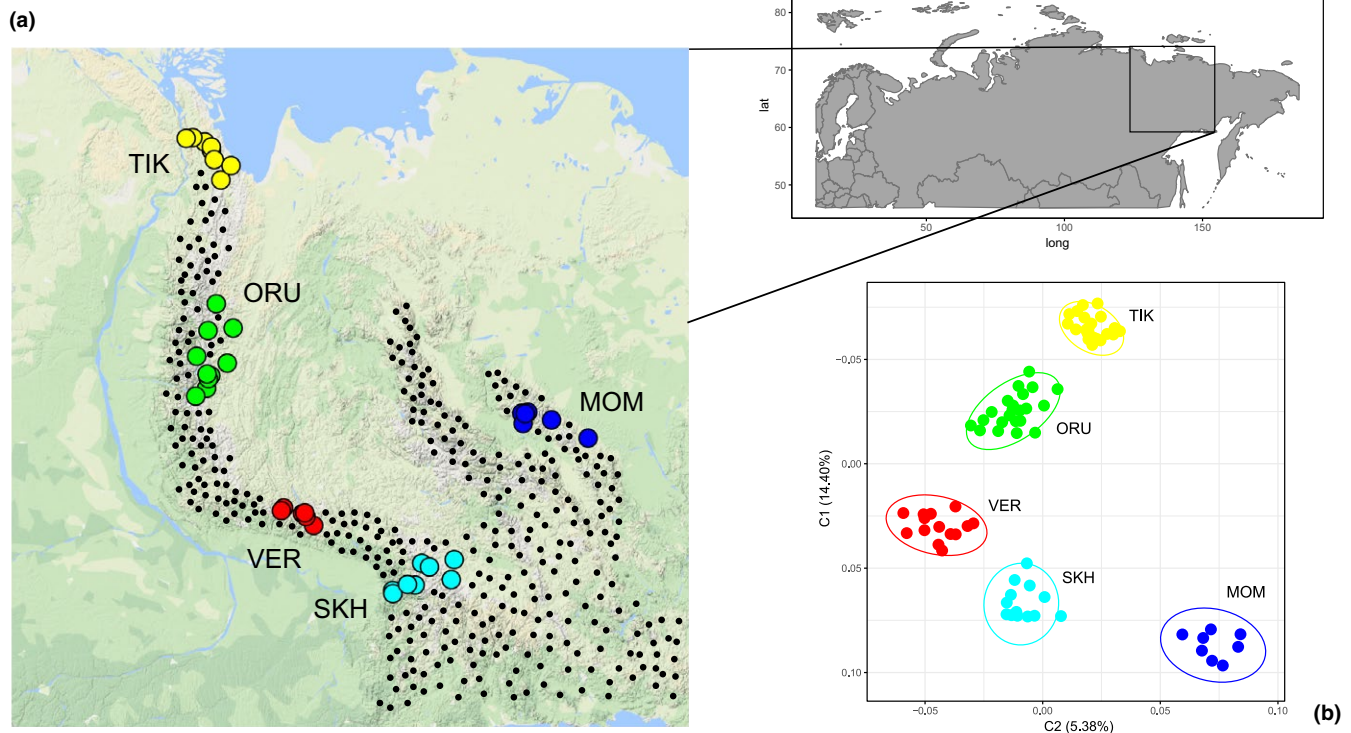 (a)
TIK
ORU
MOM
VER
SKH
80
70
60
50
lat
50
100
150
long
TIK
ORU
VER
SKH
MOM
−0.05
0.00
0.05
0.10
C1 (14.40%)
−0.05
0.00
0.05
0.10
C2 (5.38%)
(b)